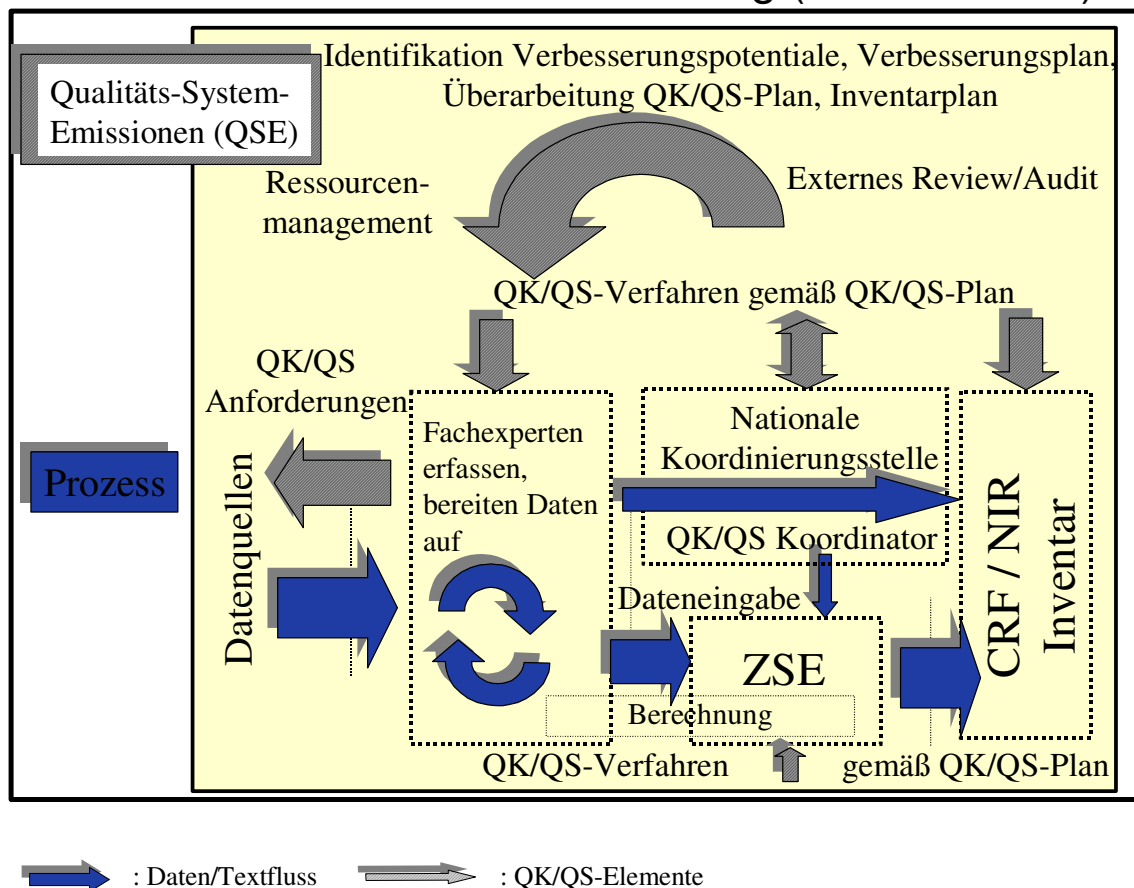 Qualitäts-System-
Emissionen (QSE)
Identifikation Verbesserungspotentiale, Verbesserungsplan,
Überarbeitung QK/QS-Plan, Inventarplan
Ressourcen-
management
Externes Review/Audit
QK/QS-Verfahren gemäß QK/QS-Plan
QK/QS
Anforderungen
Prozess
Datenquellen
Fachexperten
erfassen,
bereiten Daten
auf
Nationale
Koordinierungsstelle
QK/QS Koordinator
Dateneingabe
ZSE
Berechnung
CRF / NIR
Inventar
QK/QS-Verfahren
gemäß QK/QS-Plan
: Daten/Textfluss
: QK/QS-Elemente